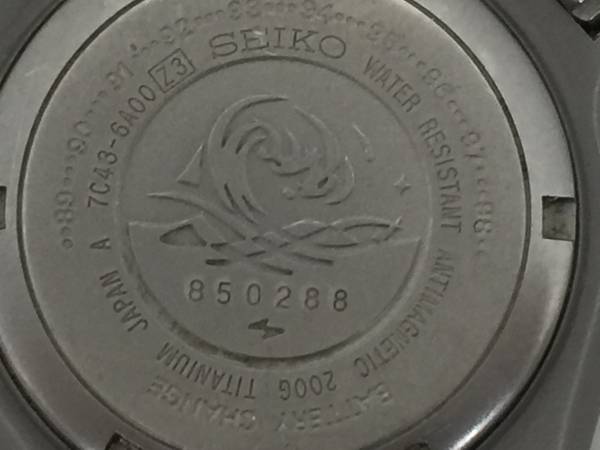 SEIKO
WATER RESISTANT ANTIMAGNETIC 200G TITANIUM JAPAN A 7C43-6A00 Z3
850288
BATTERY CHANGE
89 90 91 92 93 94 95 96 97 98